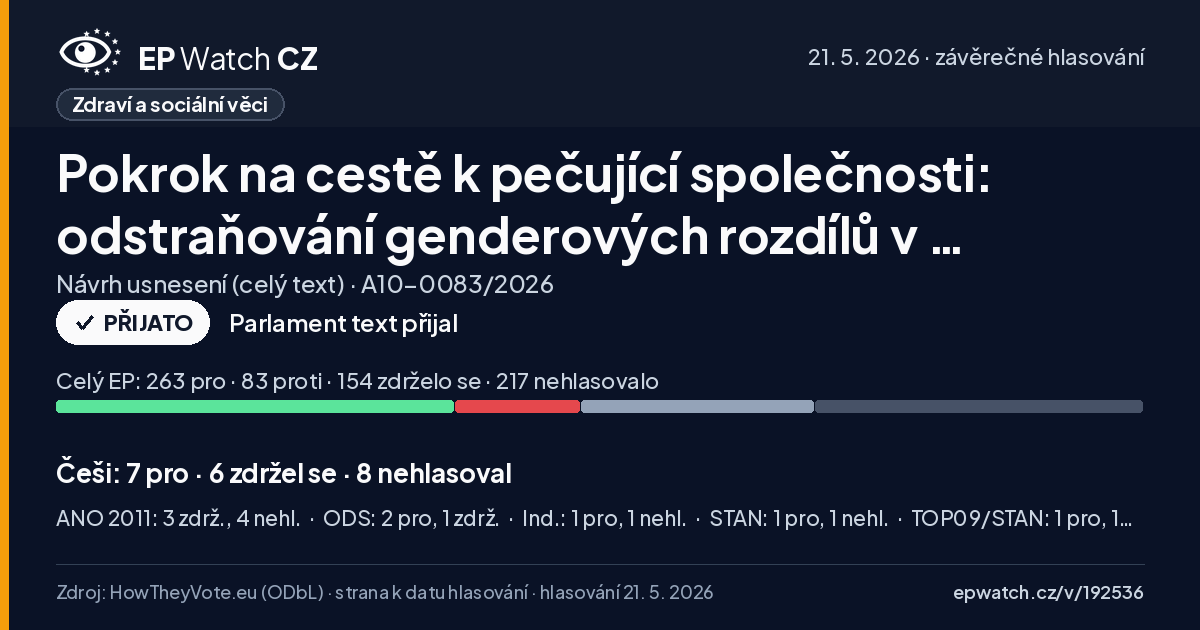 EP Watch CZ
21. 5. 2026 · závěrečné hlasování
Zdraví a sociální věci
Pokrok na cestě k pečující společnosti:
odstraňování genderových rozdílů v …
Návrh usnesení (celý text) · A10–0083/2026
✓ PŘIJATO Parlament text přijal
Celý EP: 263 pro · 83 proti · 154 zdrželo se · 217 nehlasovalo
Češi: 7 pro · 6 zdržel se · 8 nehlasoval
ANO 2011: 3 zdrž., 4 nehl. · ODS: 2 pro, 1 zdrž. · Ind.: 1 pro, 1 nehl. · STAN: 1 pro, 1 nehl. · TOP09/STAN: 1 pro, 1…
Zdroj: HowTheyVote.eu (ODbL) · strana k datu hlasování · hlasování 21. 5. 2026
epwatch.cz/v/192536